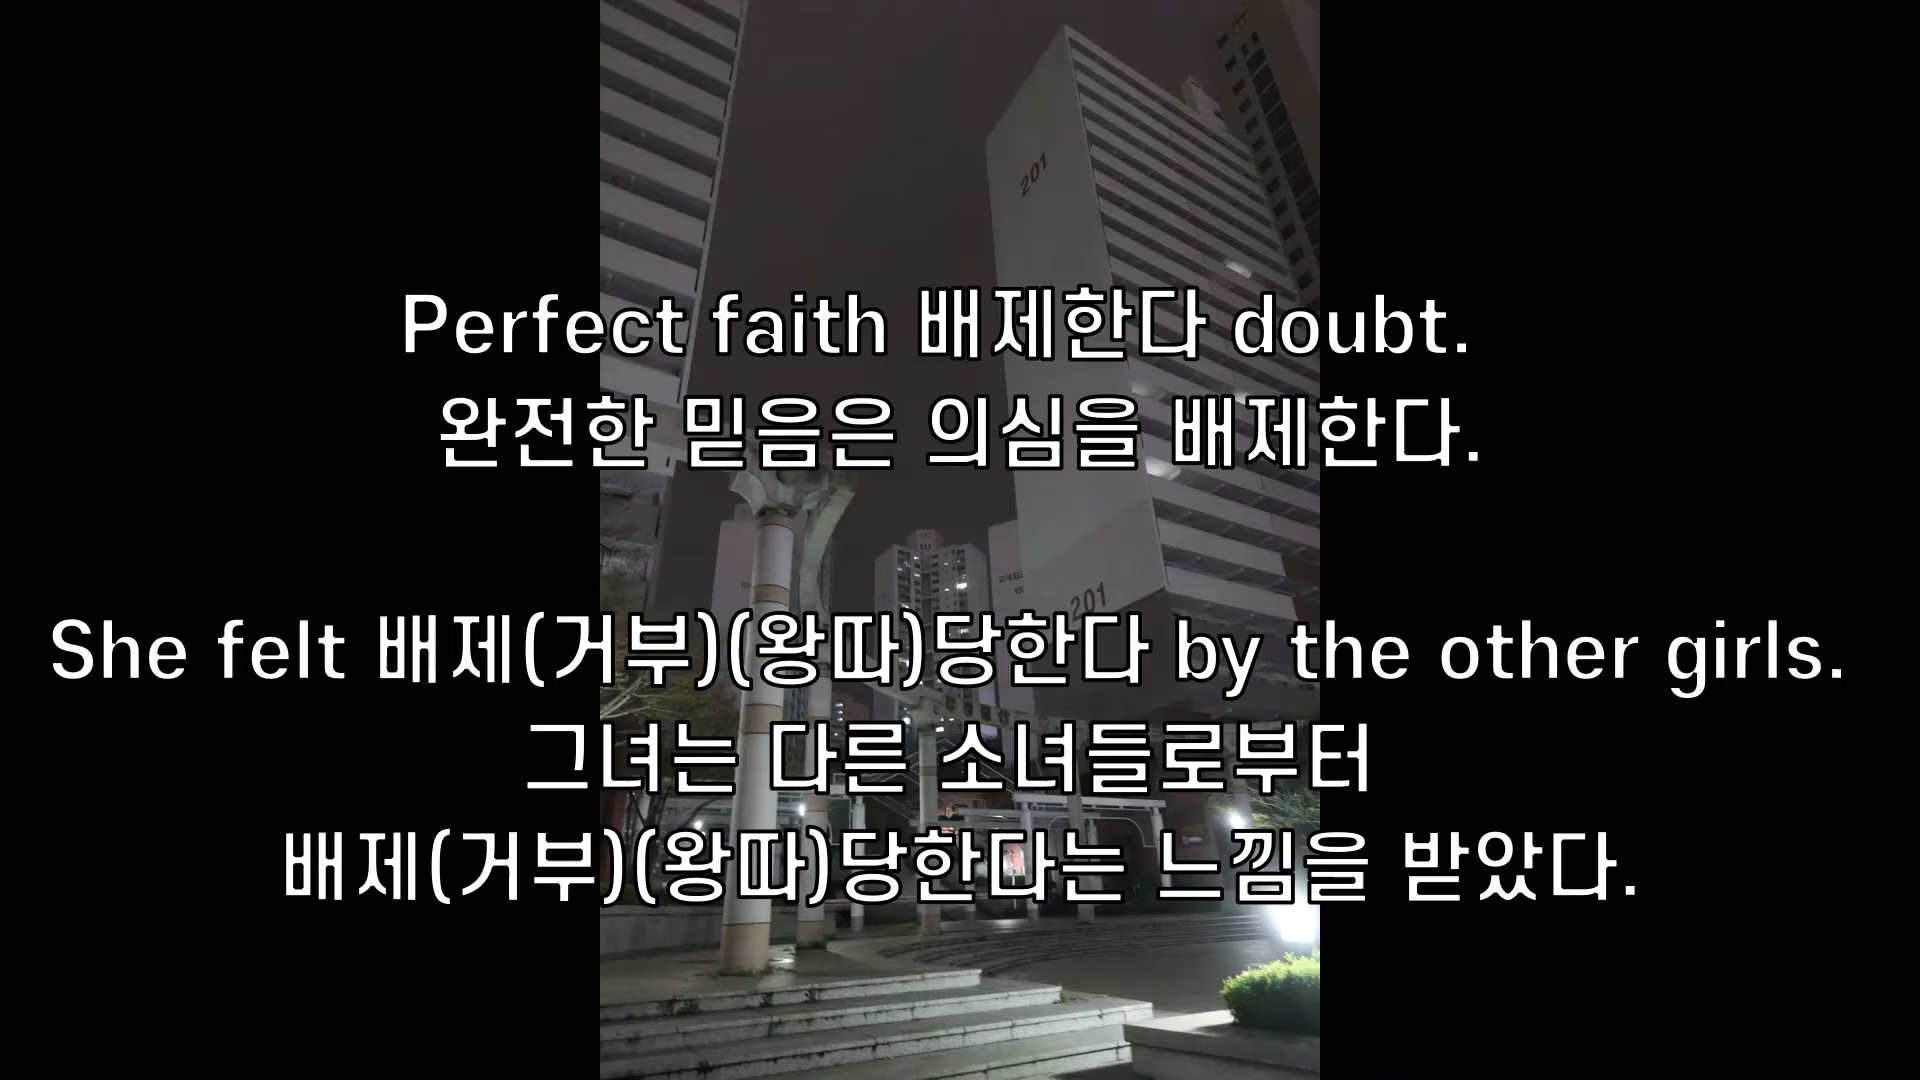 201
Perfect faith 배제한다 doubt.
완전한 믿음은 의심을 배제한다.
201
She felt 배제(거부)(왕따)당한다 by the other girls.
그녀는 다른 소녀들로부터
배제(거부)(왕따)당한다는 느낌을 받았다.